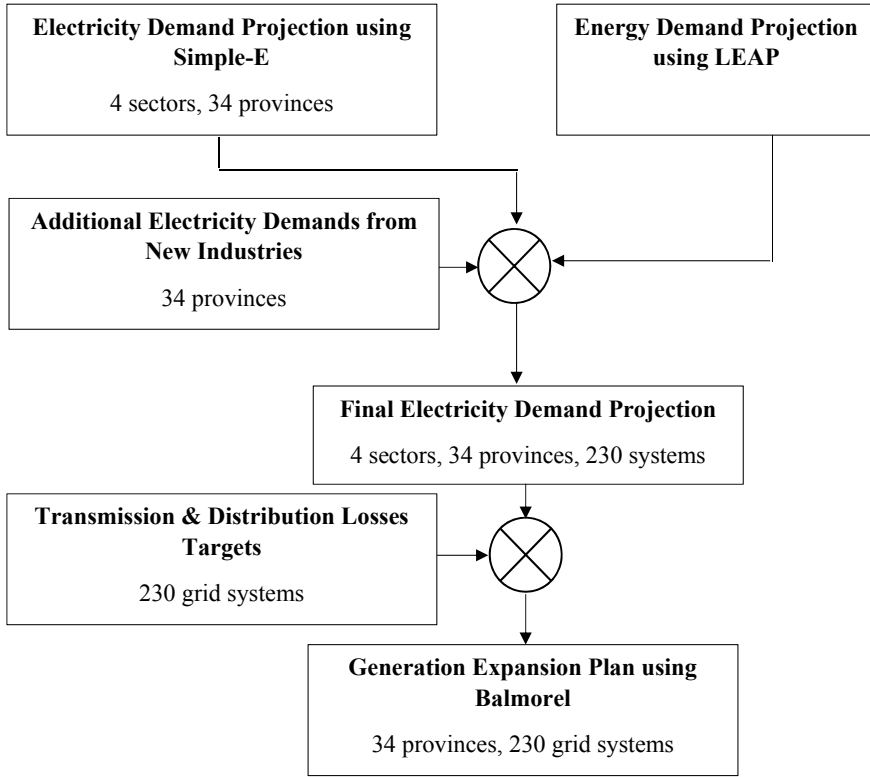 Electricity Demand Projection using
Simple-E
4 sectors, 34 provinces
Energy Demand Projection
using LEAP
Additional Electricity Demands from
New Industries
34 provinces
Final Electricity Demand Projection
4 sectors, 34 provinces, 230 systems
Transmission & Distribution Losses
Targets
230 grid systems
Generation Expansion Plan using
Balmorel
34 provinces, 230 grid systems